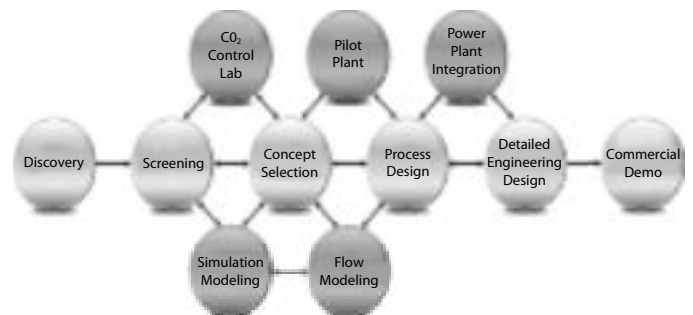 C0₂
Control
Lab
Pilot
Plant
Power
Plant
Integration
Discovery
Screening
Concept
Selection
Process
Design
Detailed
Engineering
Design
Commercial
Demo
Simulation
Modeling
Flow
Modeling